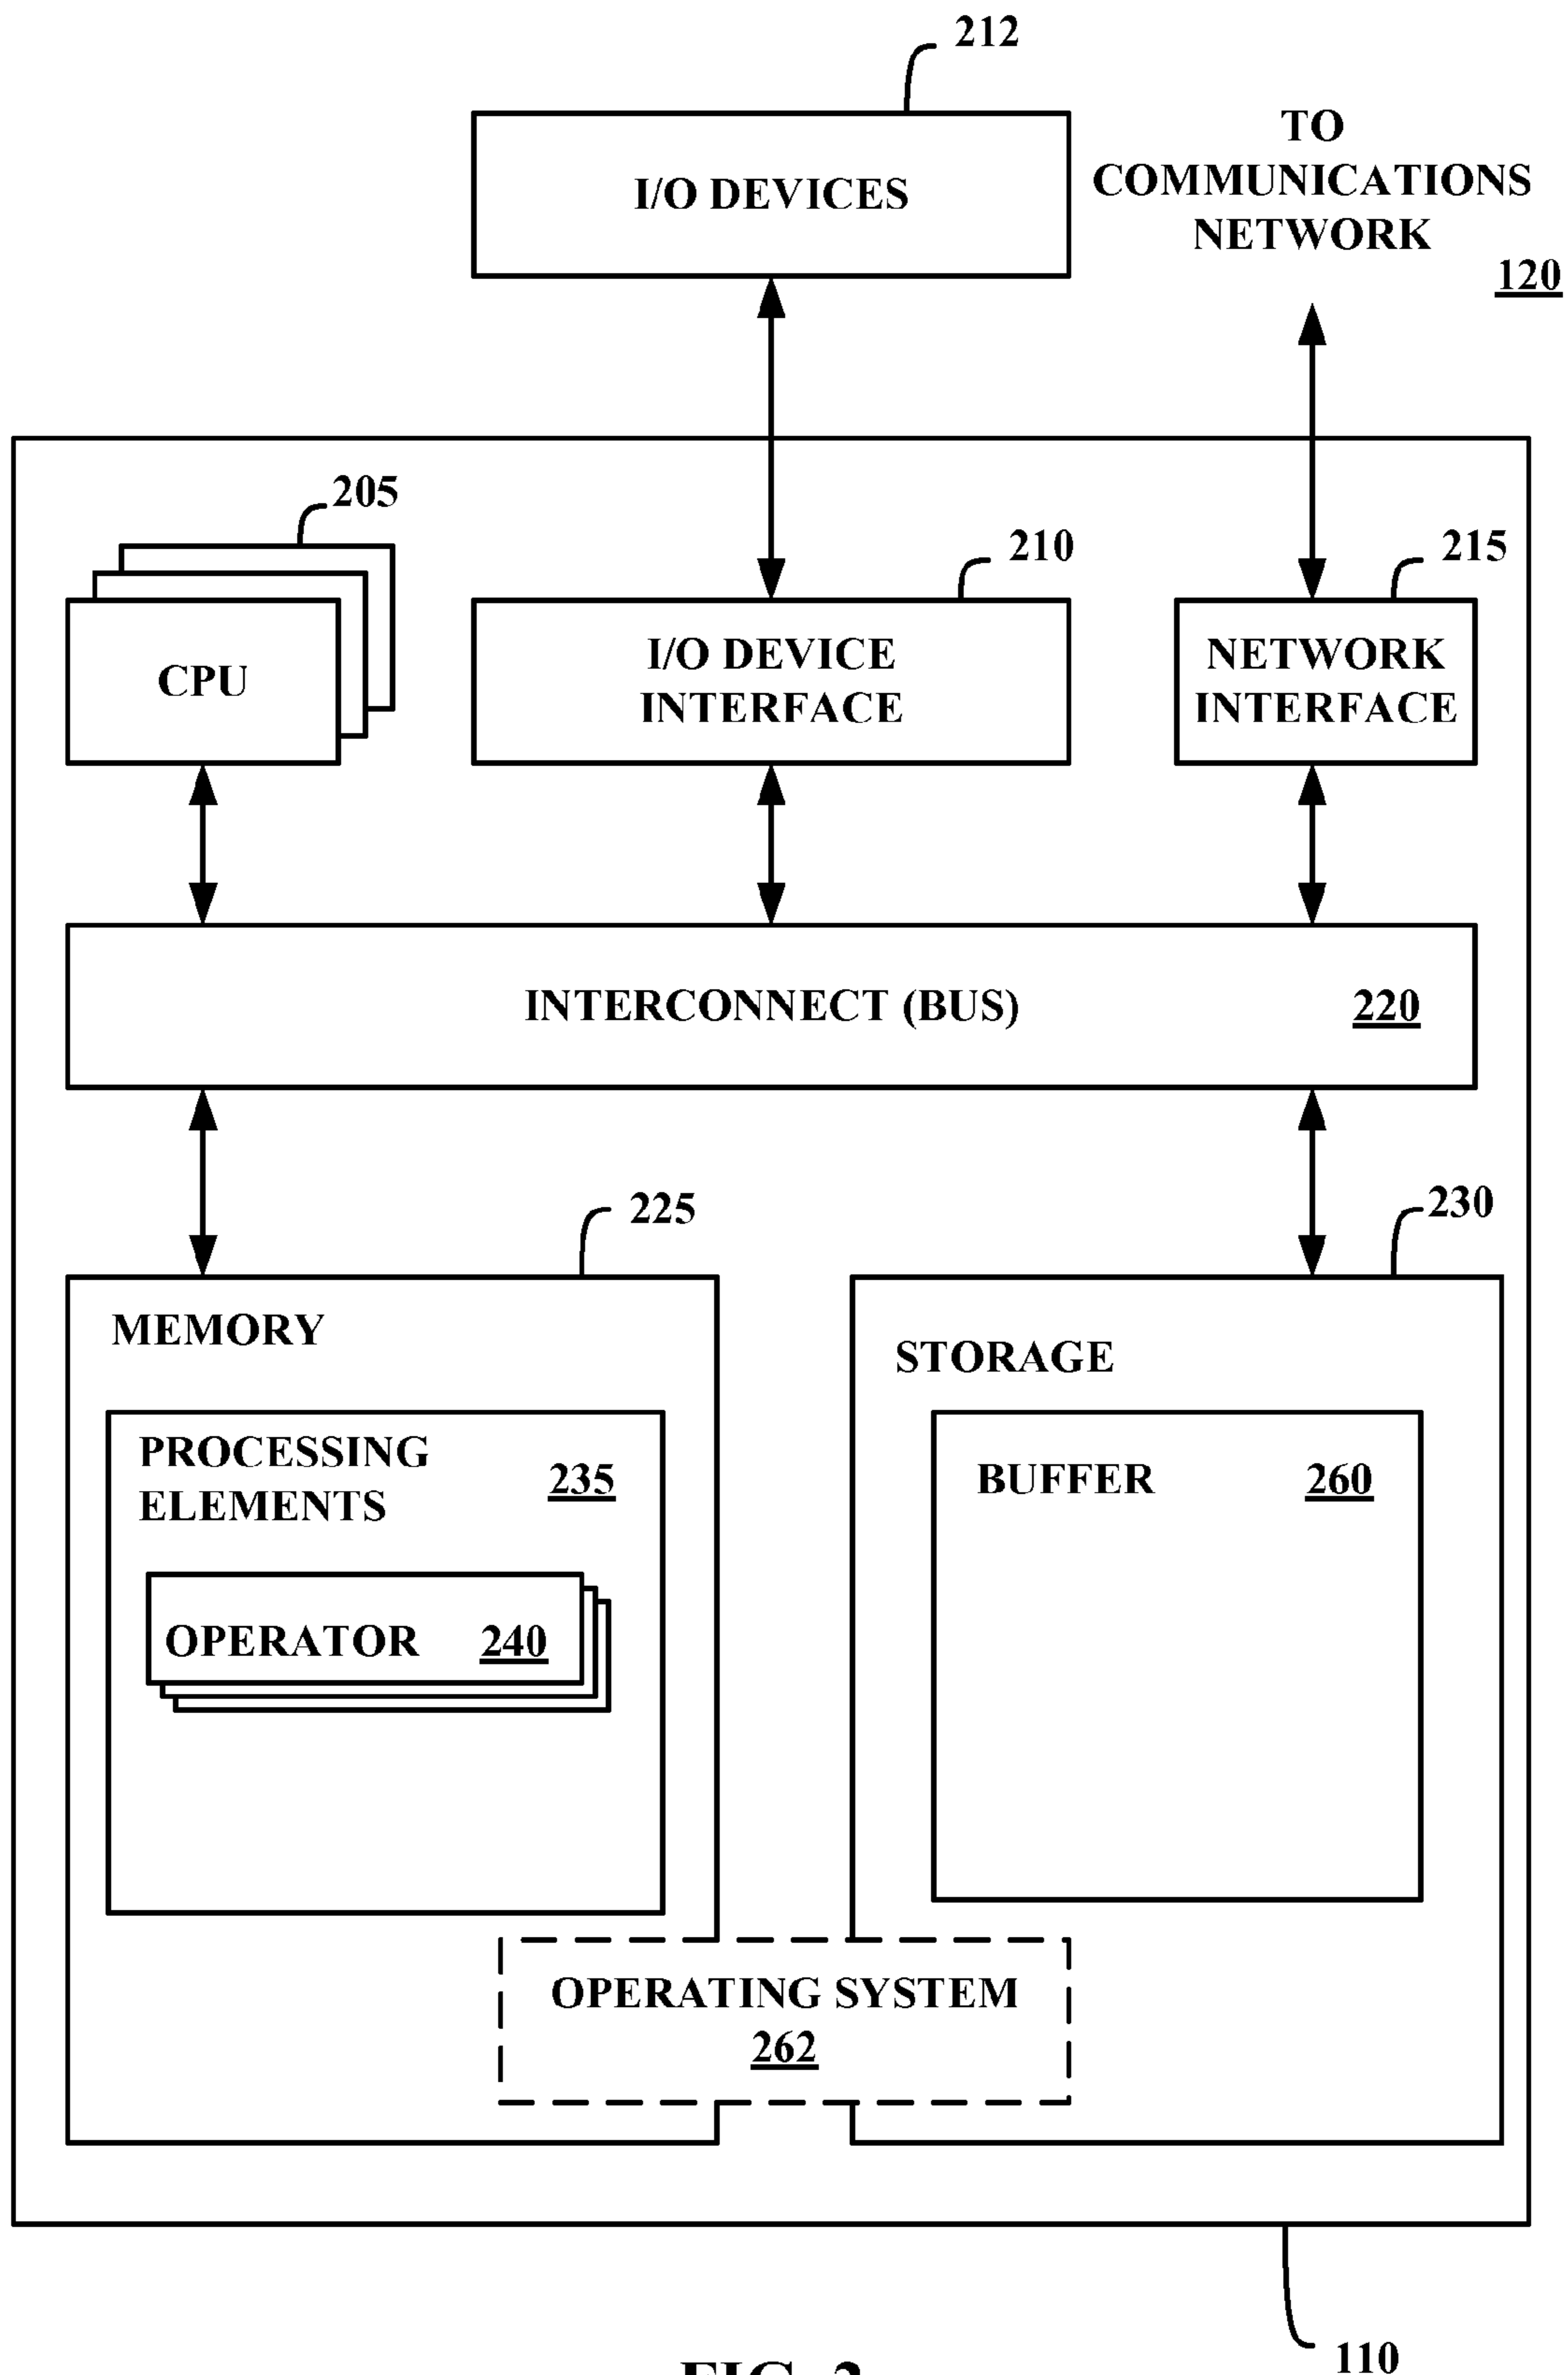 212
I/O DEVICES
TO
COMMUNICATIONS
NETWORK
120
205
210
215
CPU
I/O DEVICE
INTERFACE
NETWORK
INTERFACE
INTERCONNECT (BUS)
220
225
230
MEMORY
STORAGE
PROCESSING
ELEMENTS
235
BUFFER
260
OPERATOR
240
OPERATING SYSTEM
262
110